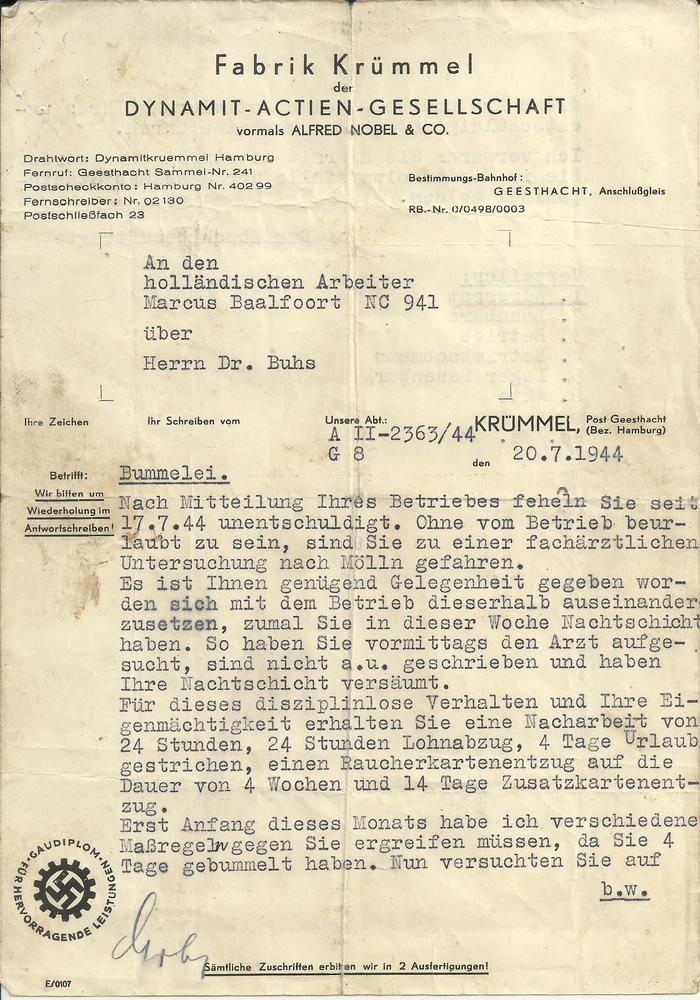 Fabrik Krümmel
der
DYNAMIT-ACTIEN-GESELLSCHAFT
vormals ALFRED NOBEL & CO.
Drahtwort: Dynamitkruemmel Hamburg
Fernruf: Geesthacht Sammel-Nr. 241
Postscheckkonto: Hamburg Nr. 402 99
Fernschreiber: Nr. 02130
Postschließfach 23
Bestimmungs-Bahnhof:
GEESTHACHT, Anschlußgleis
RB.-Nr. 0/0498/0003
An den
holländischen Arbeiter
Marcus Baalfoort NC 941
über
Herrn Dr. Buhs
Ihre Zeichen
Ihr Schreiben vom
Unsere Abt.:
A II-2363/44
G 8
KRÜMMEL, Post Geesthacht
(Bez. Hamburg)
den 20.7.1944
Betrifft: Bummelei.
Wir bitten um
Wiederholung im
Antwortschreiben!
Nach Mitteilung Ihres Betriebes feheln Sie seit
17.7.44 unentschuldigt. Ohne vom Betrieb beur-
laubt zu sein, sind Sie zu einer fachärztlichen
Untersuchung nach Mölln gefahren.
Es ist Ihnen genügend Gelegenheit gegeben wor-
den sich mit dem Betrieb dieserhalb auseinander
zusetzen, zumal Sie in dieser Woche Nachtschicht
haben. So haben Sie vormittags den Arzt aufge-
sucht, sind nicht a.u. geschrieben und haben
Ihre Nachtschicht versäumt.
Für dieses disziplinlose Verhalten und Ihre Ei-
genmächtigkeit erhalten Sie eine Nacharbeit von
24 Stunden, 24 Stunden Lohnabzug, 4 Tage Urlaub
gestrichen, einen Raucherkartenentzug auf die
Dauer von 4 Wochen und 14 Tage Zusatzkartenent-
zug.
Erst Anfang dieses Monats habe ich verschiedene
Maßregeln gegen Sie ergreifen müssen, da Sie 4
Tage gebummelt haben. Nun versuchten Sie auf
b.w.
GAUDIPLOM
FÜR HERVORRAGENDE LEISTUNGEN
Sämtliche Zuschriften erbitten wir in 2 Ausfertigungen!
E/0107